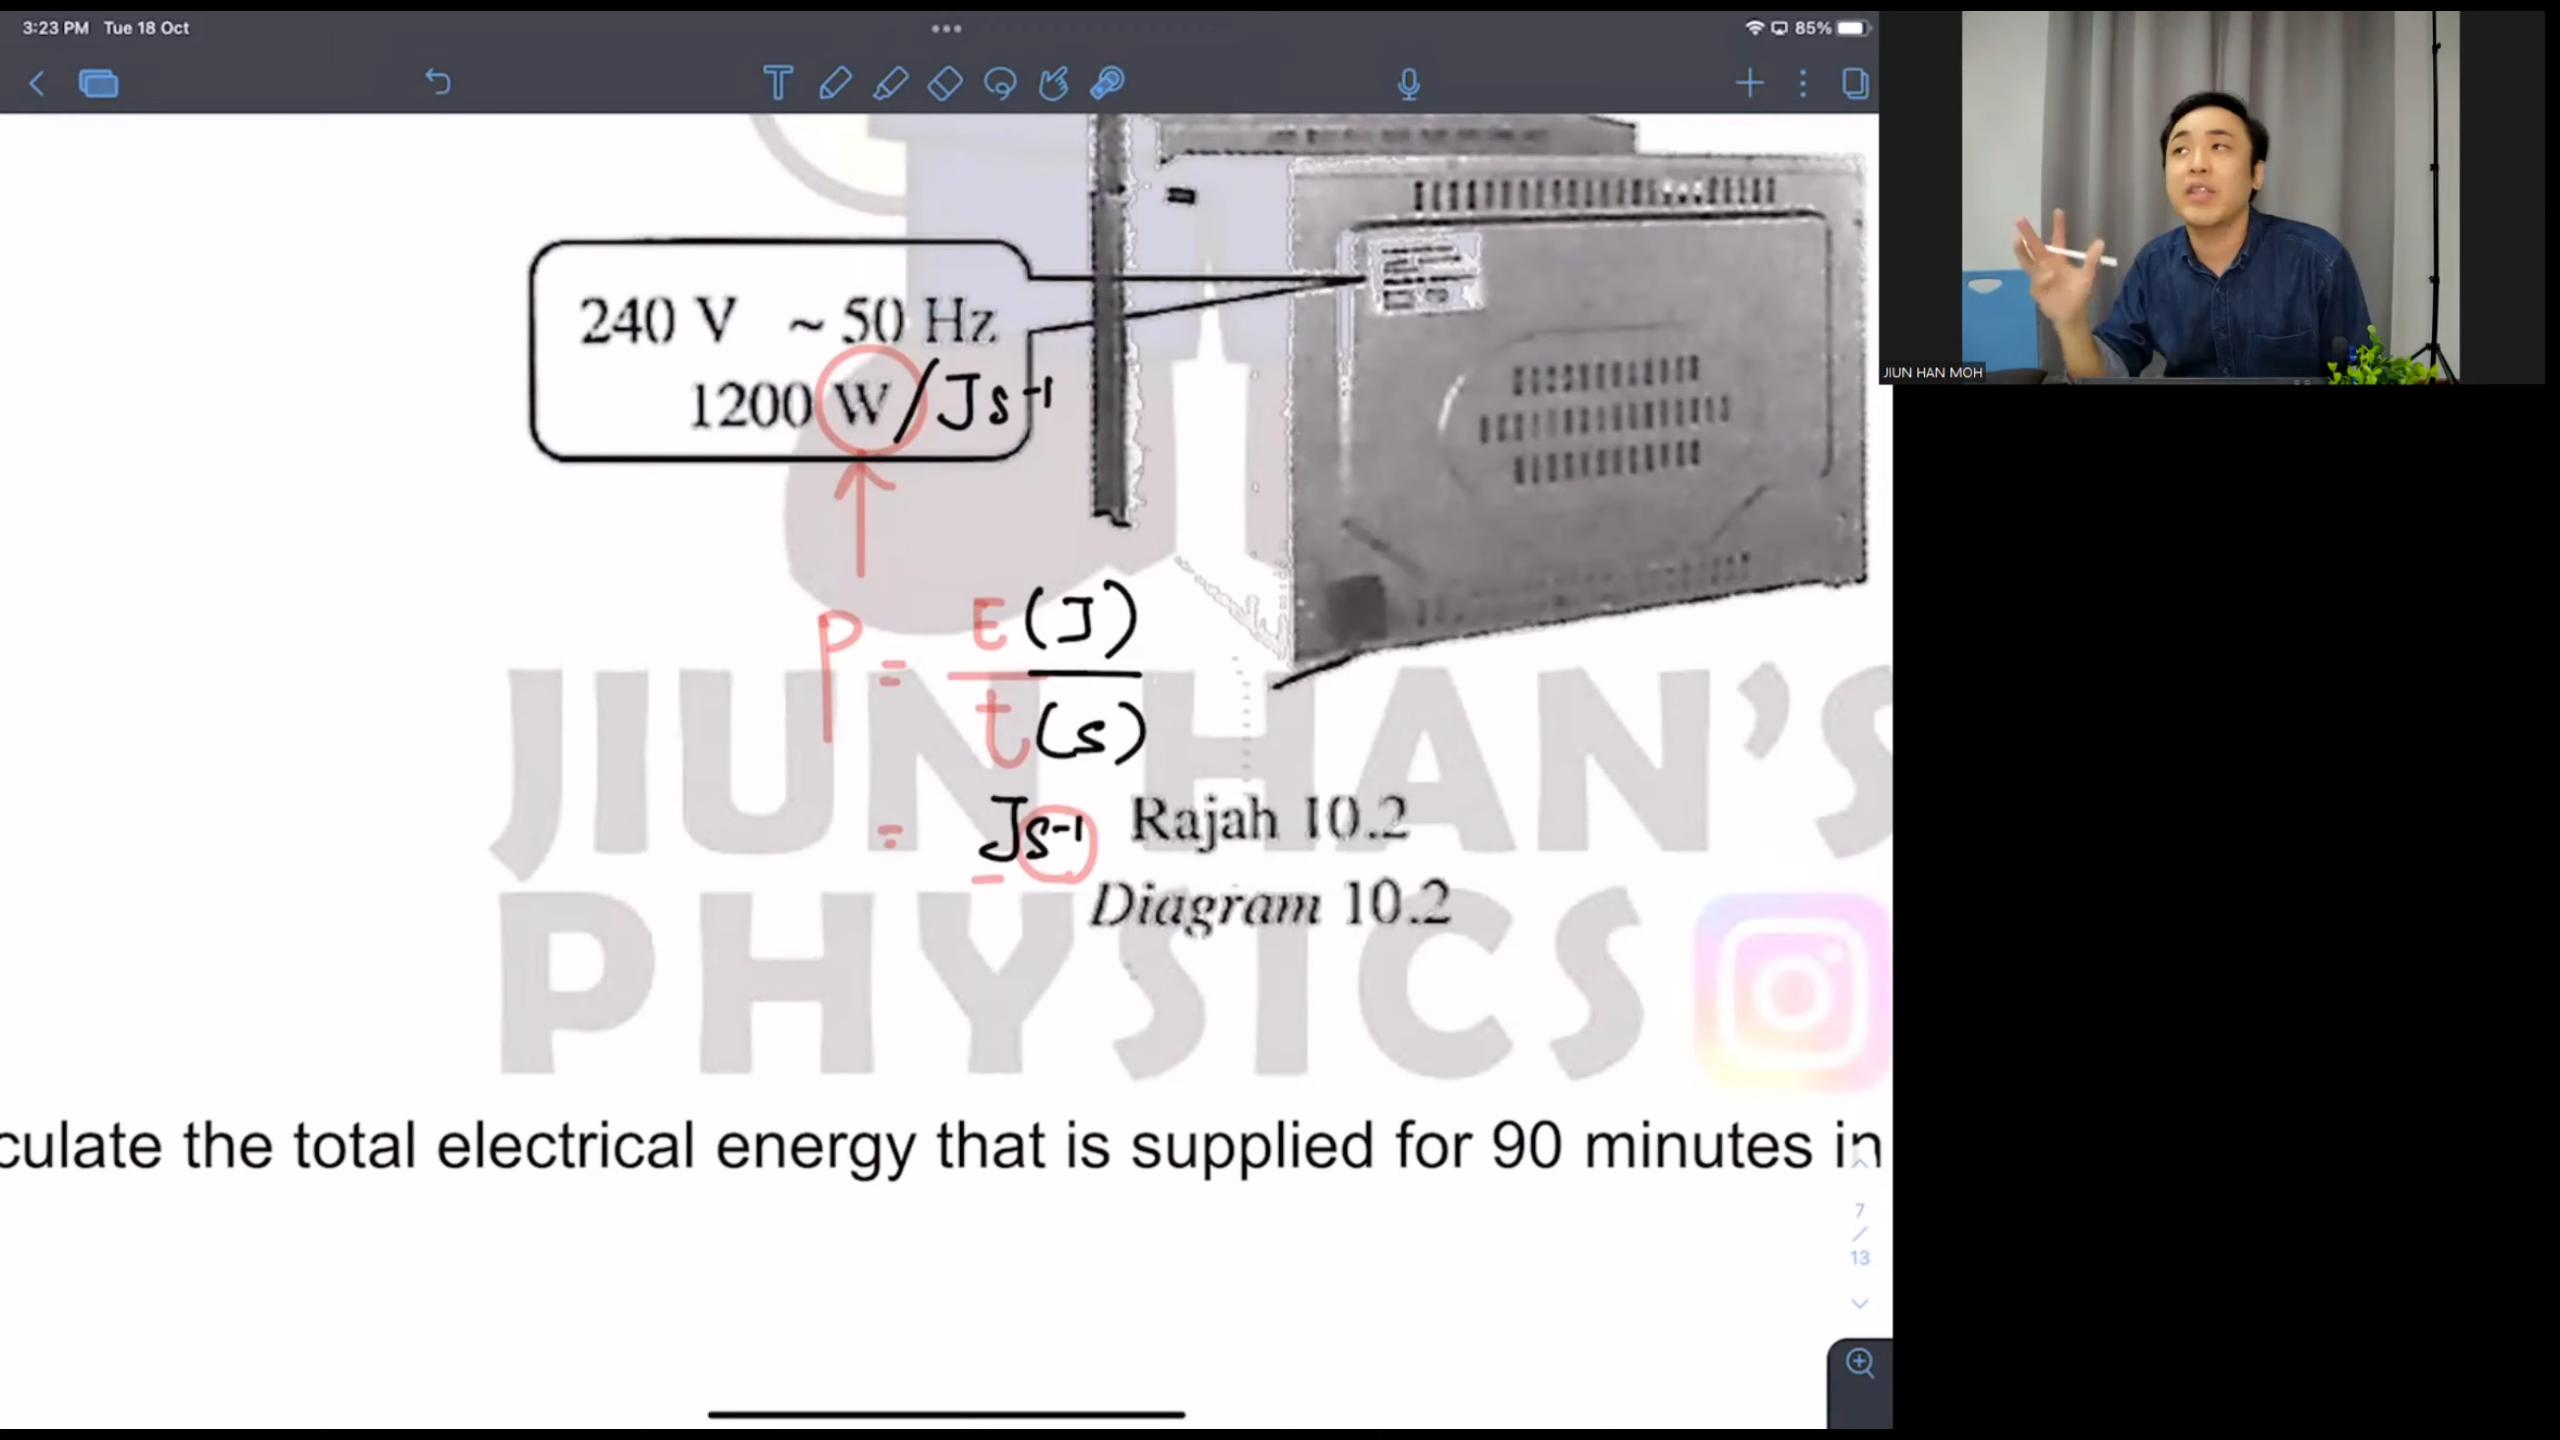 3:23 PM Tue 18 Oct
85%
240 V ~ 50 Hz
1200 W/Js⁻¹
JIUN HAN MOH
P = E (J)
t (s)
= Js⁻¹
Rajah 10.2
Diagram 10.2
JIUN HAN'S
PHYSICS
culate the total electrical energy that is supplied for 90 minutes in
7
/
13